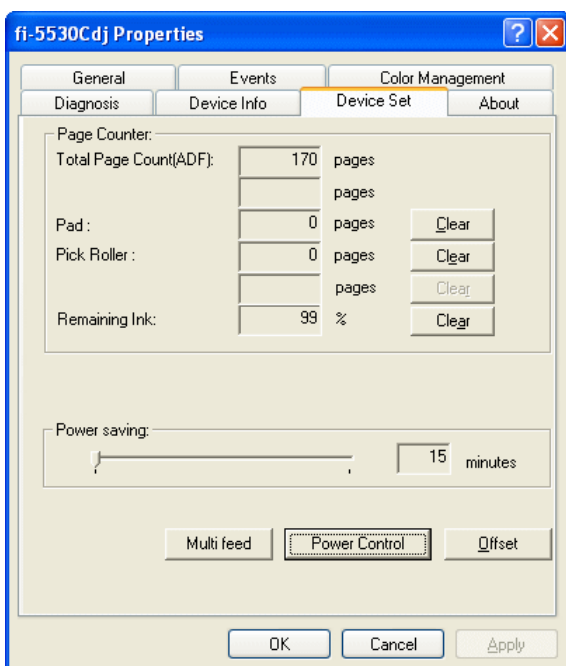 fi-5530Cdj Properties
General Events Color Management
Diagnosis Device Info Device Set About
Page Counter:
Total Page Count(ADF): 170 pages
pages
Pad : 0 pages Clear
Pick Roller : 0 pages Clear
pages Clear
Remaining Ink: 99 % Clear
Power saving:
15 minutes
Multi feed Power Control Offset
OK Cancel Apply